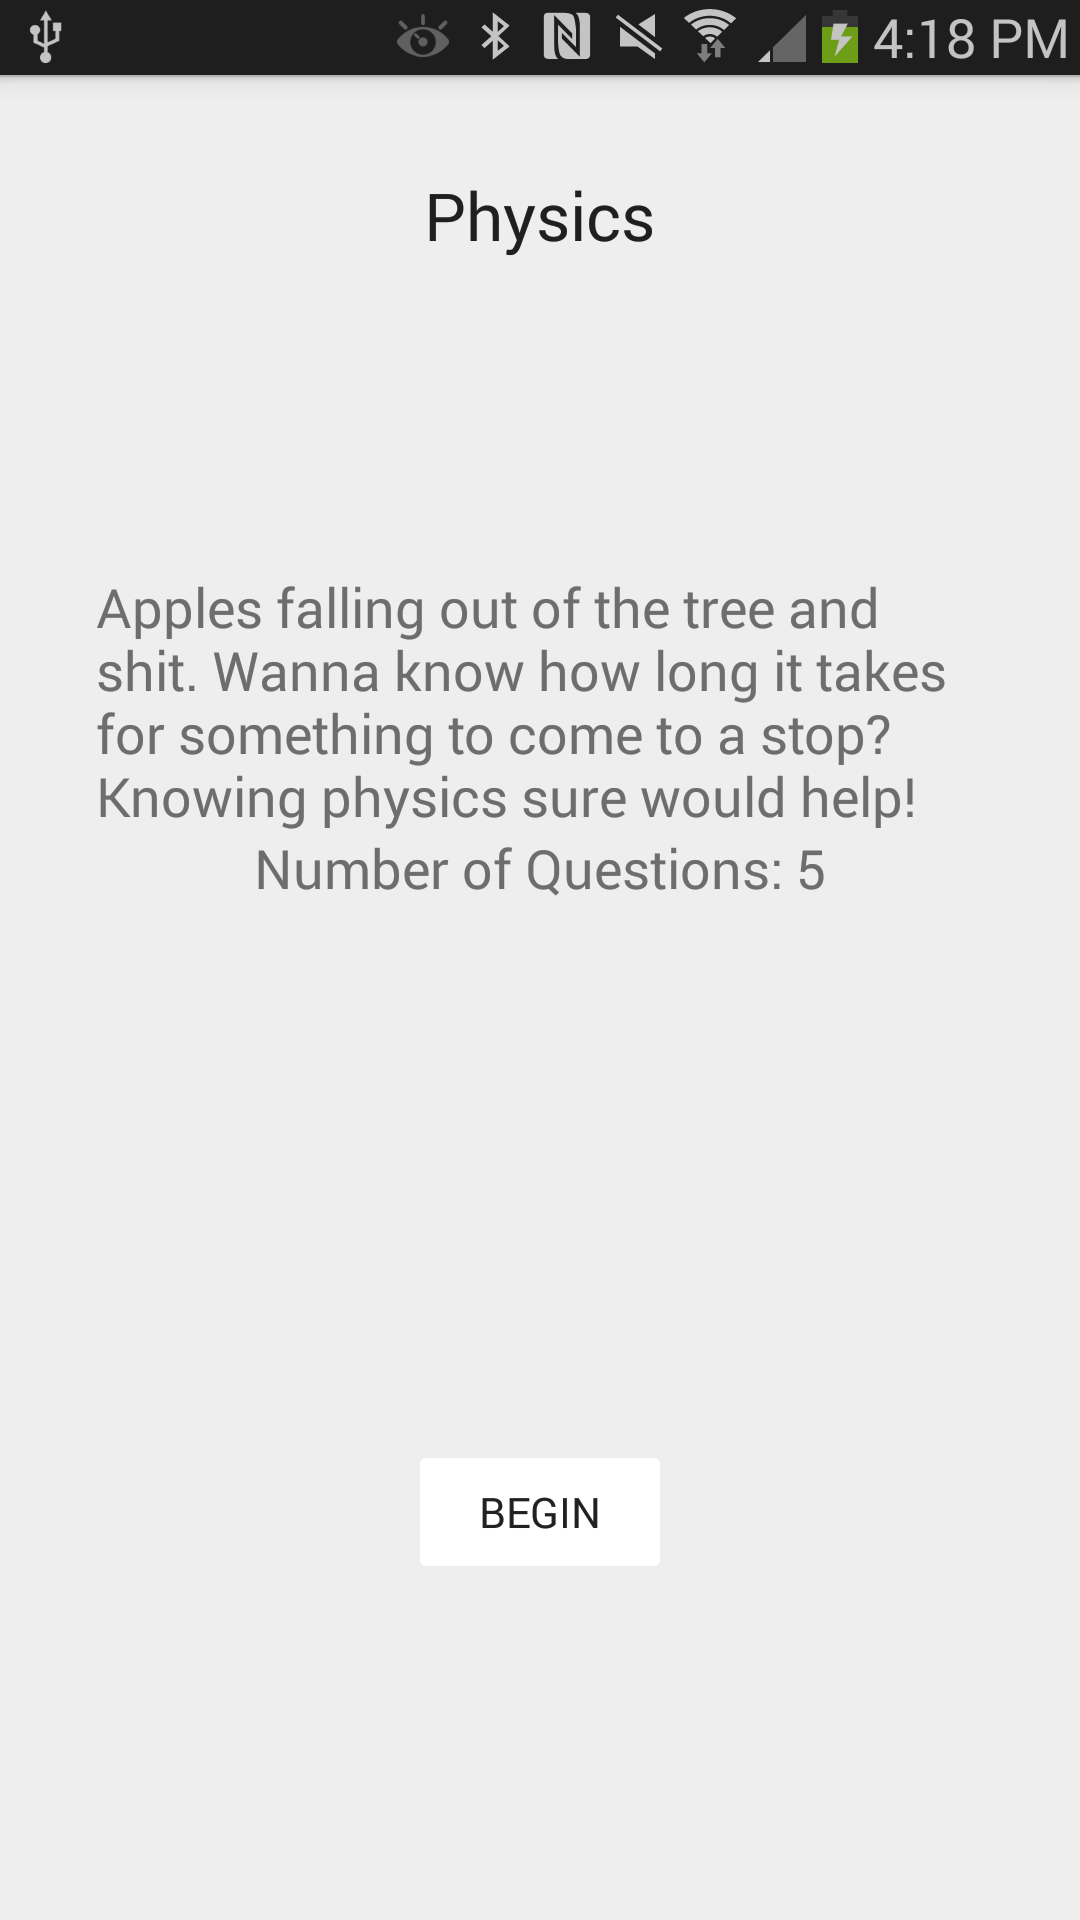 4:18 PM
Physics
Apples falling out of the tree and
shit. Wanna know how long it takes
for something to come to a stop?
Knowing physics sure would help!
Number of Questions: 5
BEGIN